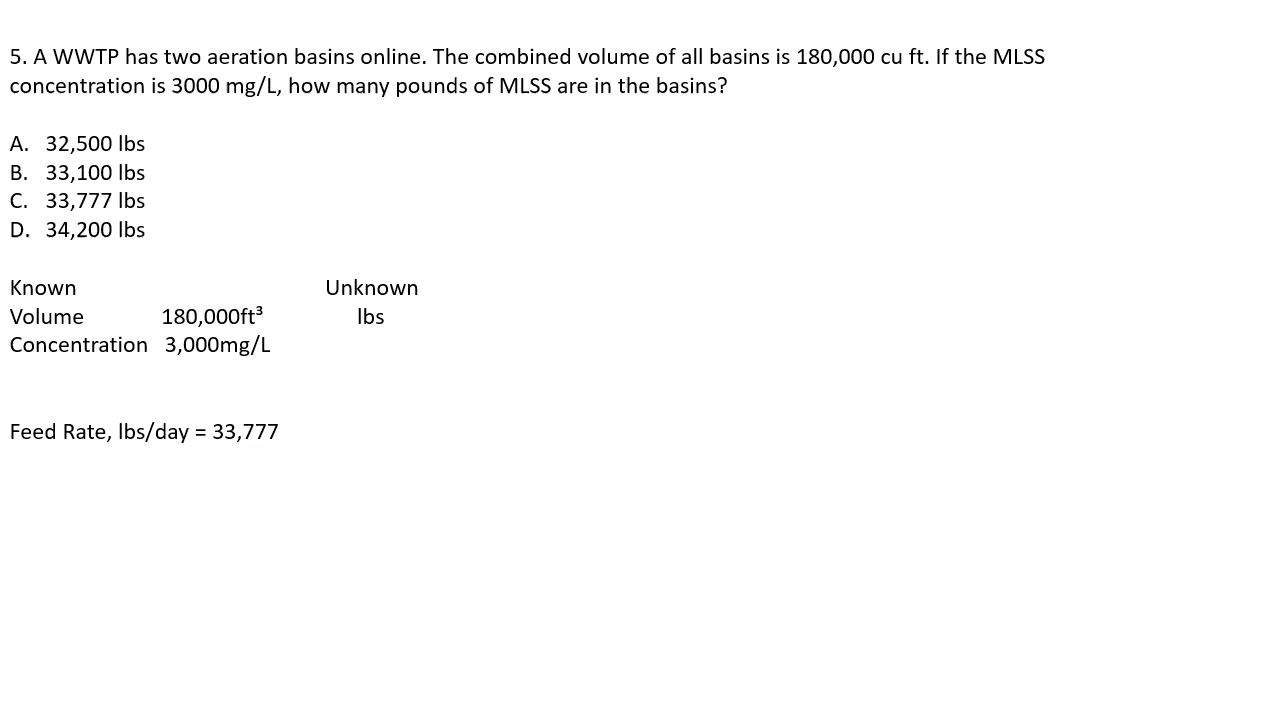 5. A WWTP has two aeration basins online. The combined volume of all basins is 180,000 cu ft. If the MLSS
concentration is 3000 mg/L, how many pounds of MLSS are in the basins?
A. 32,500 lbs
B. 33,100 lbs
C. 33,777 lbs
D. 34,200 lbs
Known Unknown
Volume 180,000ft³ lbs
Concentration 3,000mg/L
Feed Rate, lbs/day = 33,777